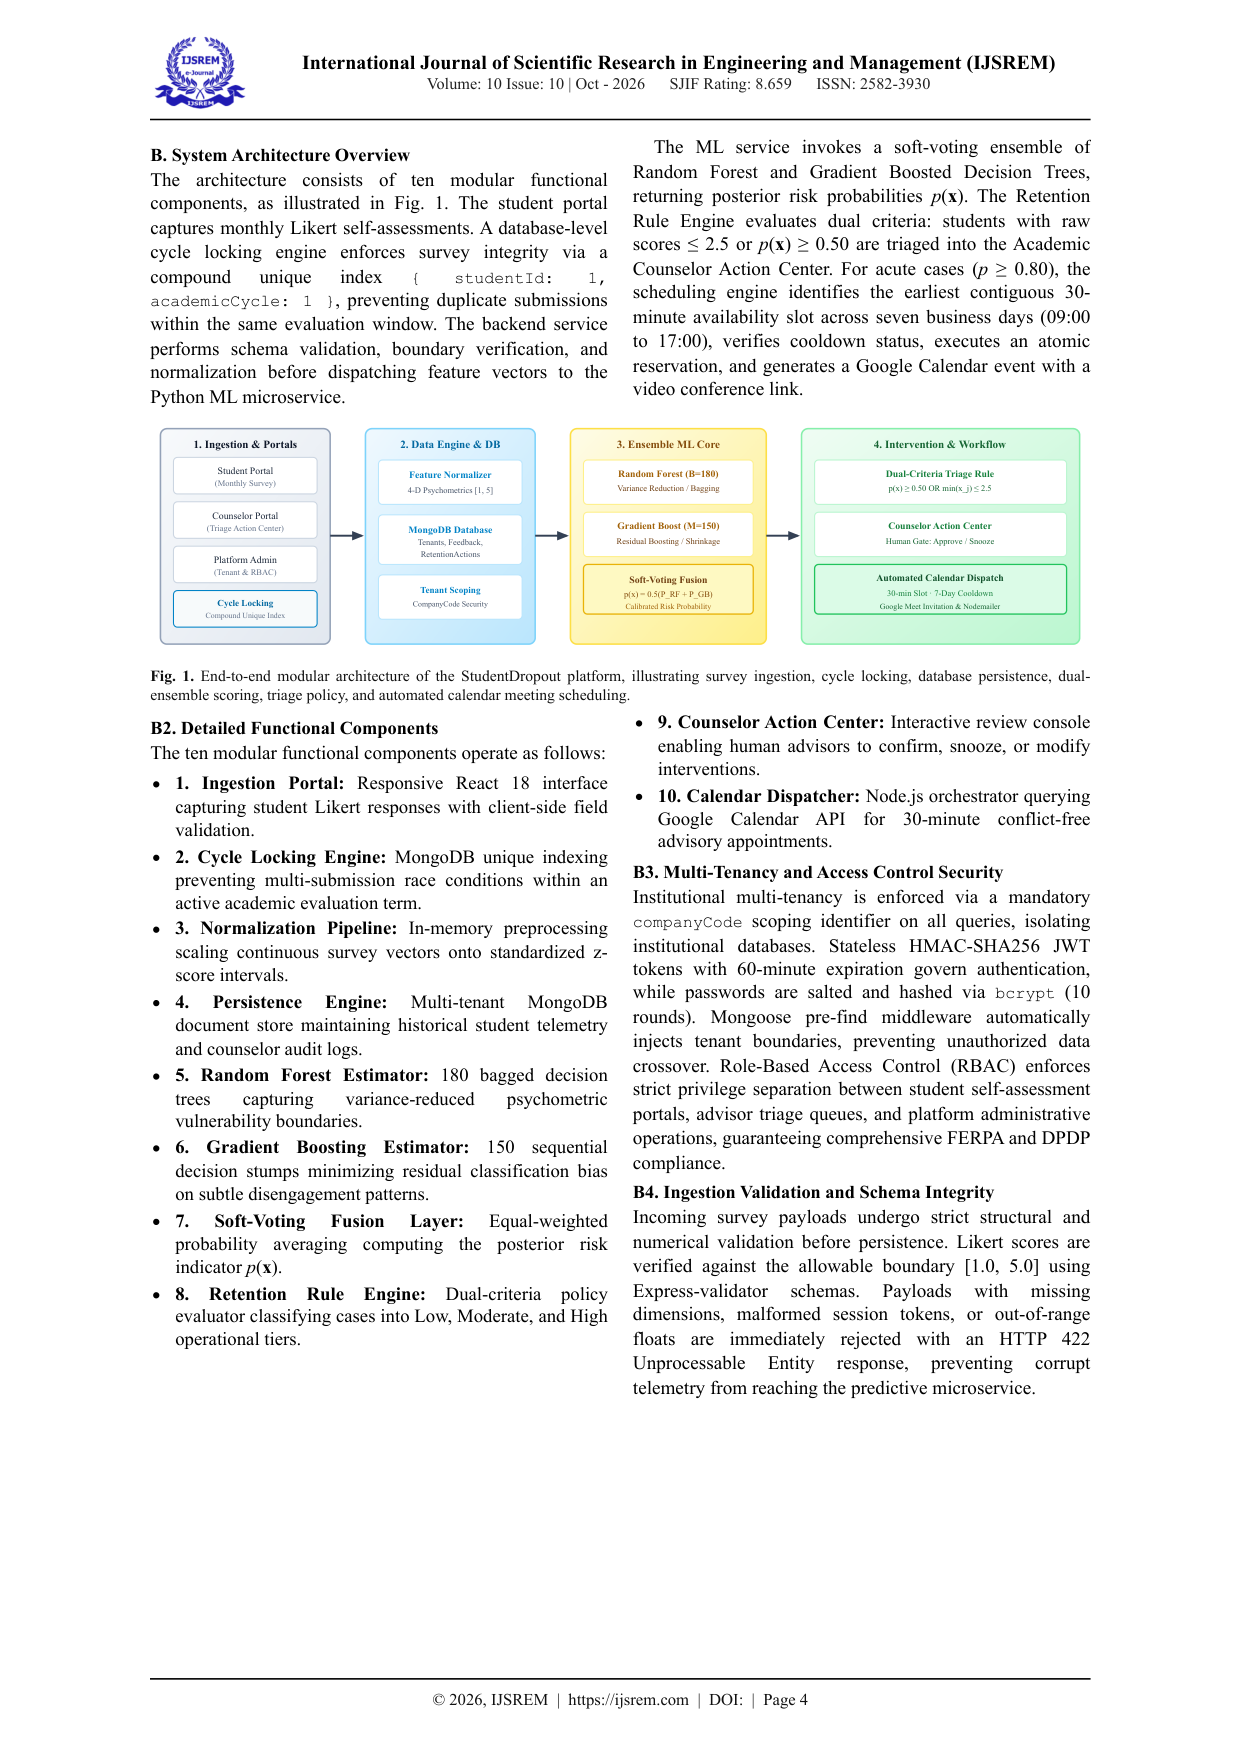 IJSREM
e-Journal
IJSREM
International Journal of Scientific Research in Engineering and Management (IJSREM)
Volume: 10 Issue: 10 | Oct - 2026 SJIF Rating: 8.659 ISSN: 2582-3930
B. System Architecture Overview
The architecture consists of ten modular functional
components, as illustrated in Fig. 1. The student portal
captures monthly Likert self-assessments. A database-level
cycle locking engine enforces survey integrity via a
compound unique index { studentId: 1,
academicCycle: 1 }, preventing duplicate submissions
within the same evaluation window. The backend service
performs schema validation, boundary verification, and
normalization before dispatching feature vectors to the
Python ML microservice.
The ML service invokes a soft-voting ensemble of
Random Forest and Gradient Boosted Decision Trees,
returning posterior risk probabilities p(x). The Retention
Rule Engine evaluates dual criteria: students with raw
scores ≤ 2.5 or p(x) ≥ 0.50 are triaged into the Academic
Counselor Action Center. For acute cases (p ≥ 0.80), the
scheduling engine identifies the earliest contiguous 30-
minute availability slot across seven business days (09:00
to 17:00), verifies cooldown status, executes an atomic
reservation, and generates a Google Calendar event with a
video conference link.
1. Ingestion & Portals
Student Portal
(Monthly Survey)
Counselor Portal
(Triage Action Center)
Platform Admin
(Tenant & RBAC)
Cycle Locking
Compound Unique Index
2. Data Engine & DB
Feature Normalizer
4-D Psychometrics [1, 5]
MongoDB Database
Tenants, Feedback,
RetentionActions
Tenant Scoping
CompanyCode Security
3. Ensemble ML Core
Random Forest (B=180)
Variance Reduction / Bagging
Gradient Boost (M=150)
Residual Boosting / Shrinkage
Soft-Voting Fusion
p(x) = 0.5(P_RF + P_GB)
Calibrated Risk Probability
4. Intervention & Workflow
Dual-Criteria Triage Rule
p(x) ≥ 0.50 OR min(x_j) ≤ 2.5
Counselor Action Center
Human Gate: Approve / Snooze
Automated Calendar Dispatch
30-min Slot · 7-Day Cooldown
Google Meet Invitation & Nodemailer
Fig. 1. End-to-end modular architecture of the StudentDropout platform, illustrating survey ingestion, cycle locking, database persistence, dual-
ensemble scoring, triage policy, and automated calendar meeting scheduling.
B2. Detailed Functional Components
The ten modular functional components operate as follows:
• 1. Ingestion Portal: Responsive React 18 interface
capturing student Likert responses with client-side field
validation.
• 2. Cycle Locking Engine: MongoDB unique indexing
preventing multi-submission race conditions within an
active academic evaluation term.
• 3. Normalization Pipeline: In-memory preprocessing
scaling continuous survey vectors onto standardized z-
score intervals.
• 4. Persistence Engine: Multi-tenant MongoDB
document store maintaining historical student telemetry
and counselor audit logs.
• 5. Random Forest Estimator: 180 bagged decision
trees capturing variance-reduced psychometric
vulnerability boundaries.
• 6. Gradient Boosting Estimator: 150 sequential
decision stumps minimizing residual classification bias
on subtle disengagement patterns.
• 7. Soft-Voting Fusion Layer: Equal-weighted
probability averaging computing the posterior risk
indicator p(x).
• 8. Retention Rule Engine: Dual-criteria policy
evaluator classifying cases into Low, Moderate, and High
operational tiers.
• 9. Counselor Action Center: Interactive review console
enabling human advisors to confirm, snooze, or modify
interventions.
• 10. Calendar Dispatcher: Node.js orchestrator querying
Google Calendar API for 30-minute conflict-free
advisory appointments.
B3. Multi-Tenancy and Access Control Security
Institutional multi-tenancy is enforced via a mandatory
companyCode scoping identifier on all queries, isolating
institutional databases. Stateless HMAC-SHA256 JWT
tokens with 60-minute expiration govern authentication,
while passwords are salted and hashed via bcrypt (10
rounds). Mongoose pre-find middleware automatically
injects tenant boundaries, preventing unauthorized data
crossover. Role-Based Access Control (RBAC) enforces
strict privilege separation between student self-assessment
portals, advisor triage queues, and platform administrative
operations, guaranteeing comprehensive FERPA and DPDP
compliance.
B4. Ingestion Validation and Schema Integrity
Incoming survey payloads undergo strict structural and
numerical validation before persistence. Likert scores are
verified against the allowable boundary [1.0, 5.0] using
Express-validator schemas. Payloads with missing
dimensions, malformed session tokens, or out-of-range
floats are immediately rejected with an HTTP 422
Unprocessable Entity response, preventing corrupt
telemetry from reaching the predictive microservice.
© 2026, IJSREM | https://ijsrem.com | DOI: | Page 4